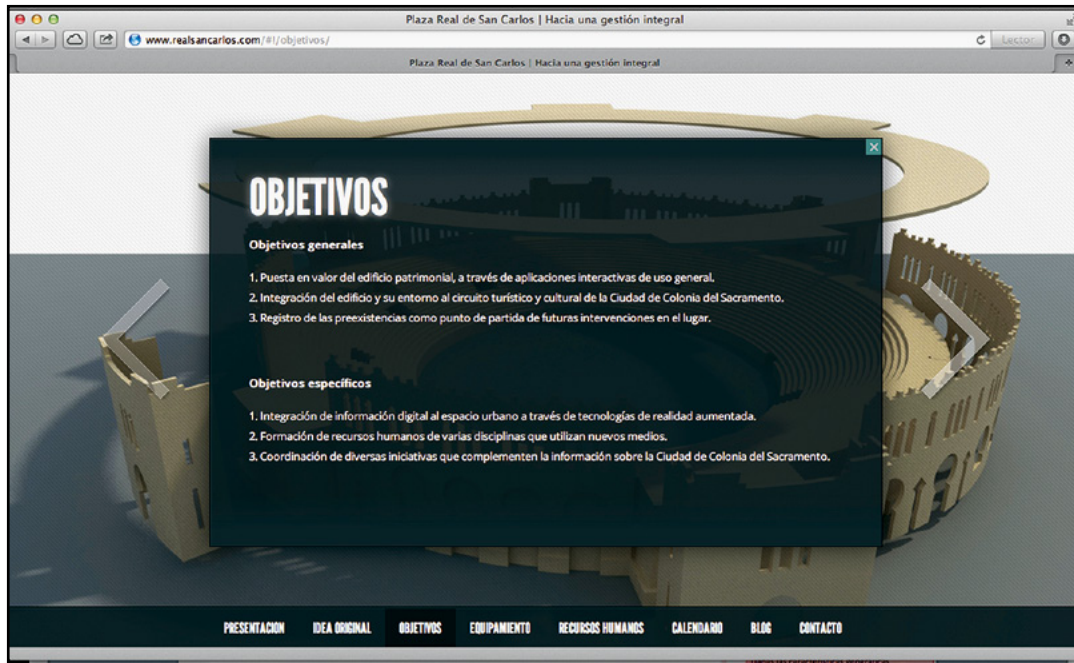 Plaza Real de San Carlos | Hacia una gestión integral
www.realsancarlos.com/#!/objetivos/
Lector
Plaza Real de San Carlos | Hacia una gestión integral
OBJETIVOS
Objetivos generales
1. Puesta en valor del edificio patrimonial, a través de aplicaciones interactivas de uso general.
2. Integración del edificio y su entorno al circuito turístico y cultural de la Ciudad de Colonia del Sacramento.
3. Registro de las preexistencias como punto de partida de futuras intervenciones en el lugar.
Objetivos específicos
1. Integración de información digital al espacio urbano a través de tecnologías de realidad aumentada.
2. Formación de recursos humanos de varias disciplinas que utilizan nuevos medios.
3. Coordinación de diversas iniciativas que complementen la información sobre la Ciudad de Colonia del Sacramento.
PRESENTACIÓN IDEA ORIGINAL OBJETIVOS EQUIPAMIENTO RECURSOS HUMANOS CALENDARIO BLOG CONTACTO